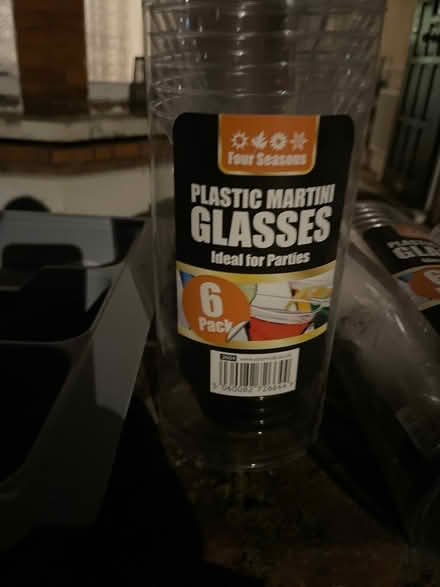 Four Seasons
PLASTIC MARTINI
GLASSES
Ideal for Parties
6
Pack